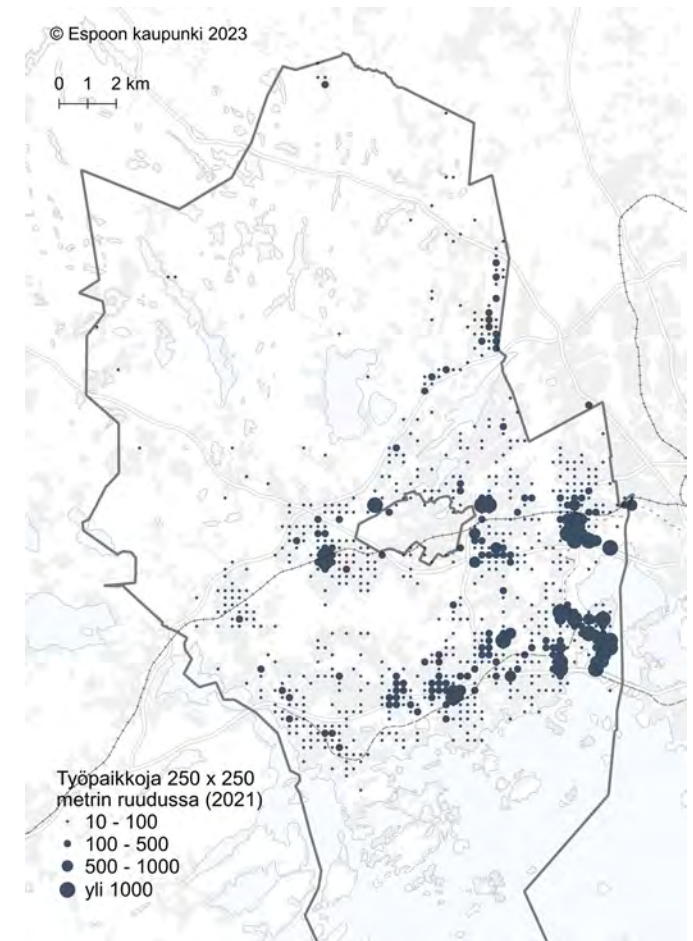 © Espoon kaupunki 2023
0 1 2 km
Työpaikkoja 250 x 250
metrin ruudussa (2021)
10 - 100
100 - 500
500 - 1000
yli 1000